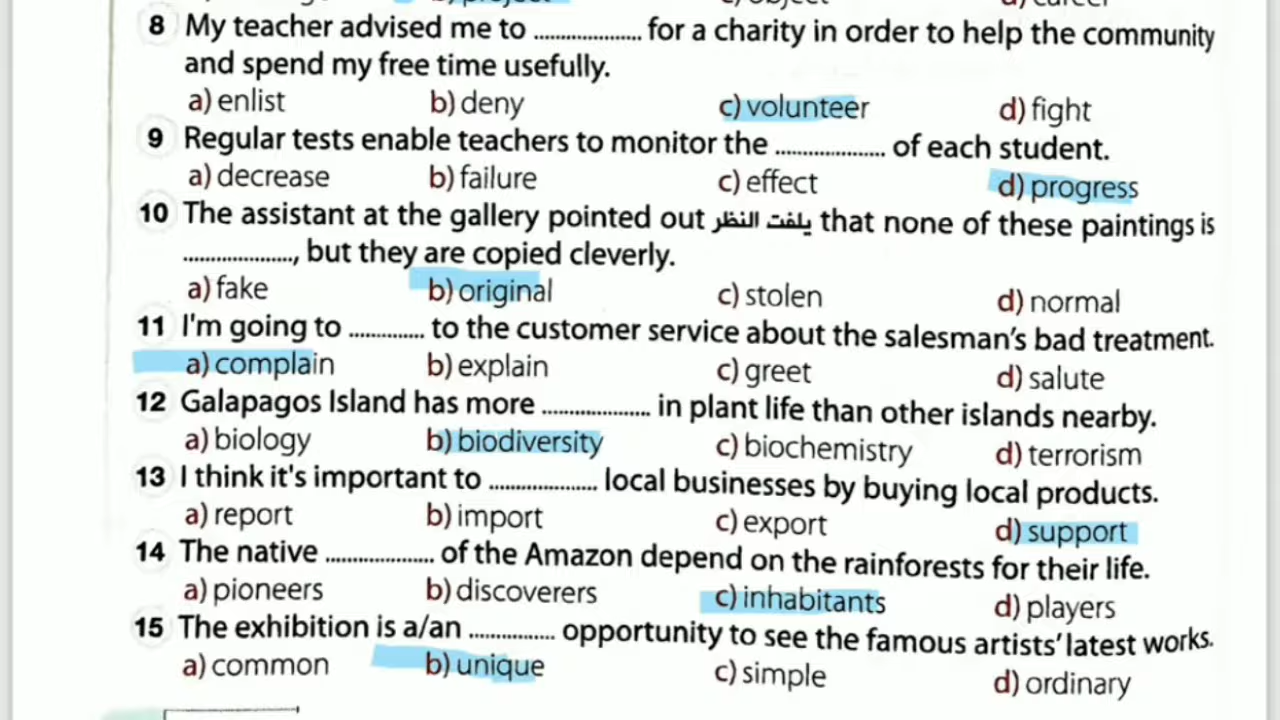 b) project c) object d) career
8 My teacher advised me to .................... for a charity in order to help the community
and spend my free time usefully.
a) enlist b) deny c) volunteer d) fight
9 Regular tests enable teachers to monitor the .................... of each student.
a) decrease b) failure c) effect d) progress
10 The assistant at the gallery pointed out يلفت النظر that none of these paintings is
...................., but they are copied cleverly.
a) fake b) original c) stolen d) normal
11 I'm going to .............. to the customer service about the salesman's bad treatment.
a) complain b) explain c) greet d) salute
12 Galapagos Island has more .................... in plant life than other islands nearby.
a) biology b) biodiversity c) biochemistry d) terrorism
13 I think it's important to .................... local businesses by buying local products.
a) report b) import c) export d) support
14 The native .................... of the Amazon depend on the rainforests for their life.
a) pioneers b) discoverers c) inhabitants d) players
15 The exhibition is a/an ................ opportunity to see the famous artists' latest works.
a) common b) unique c) simple d) ordinary